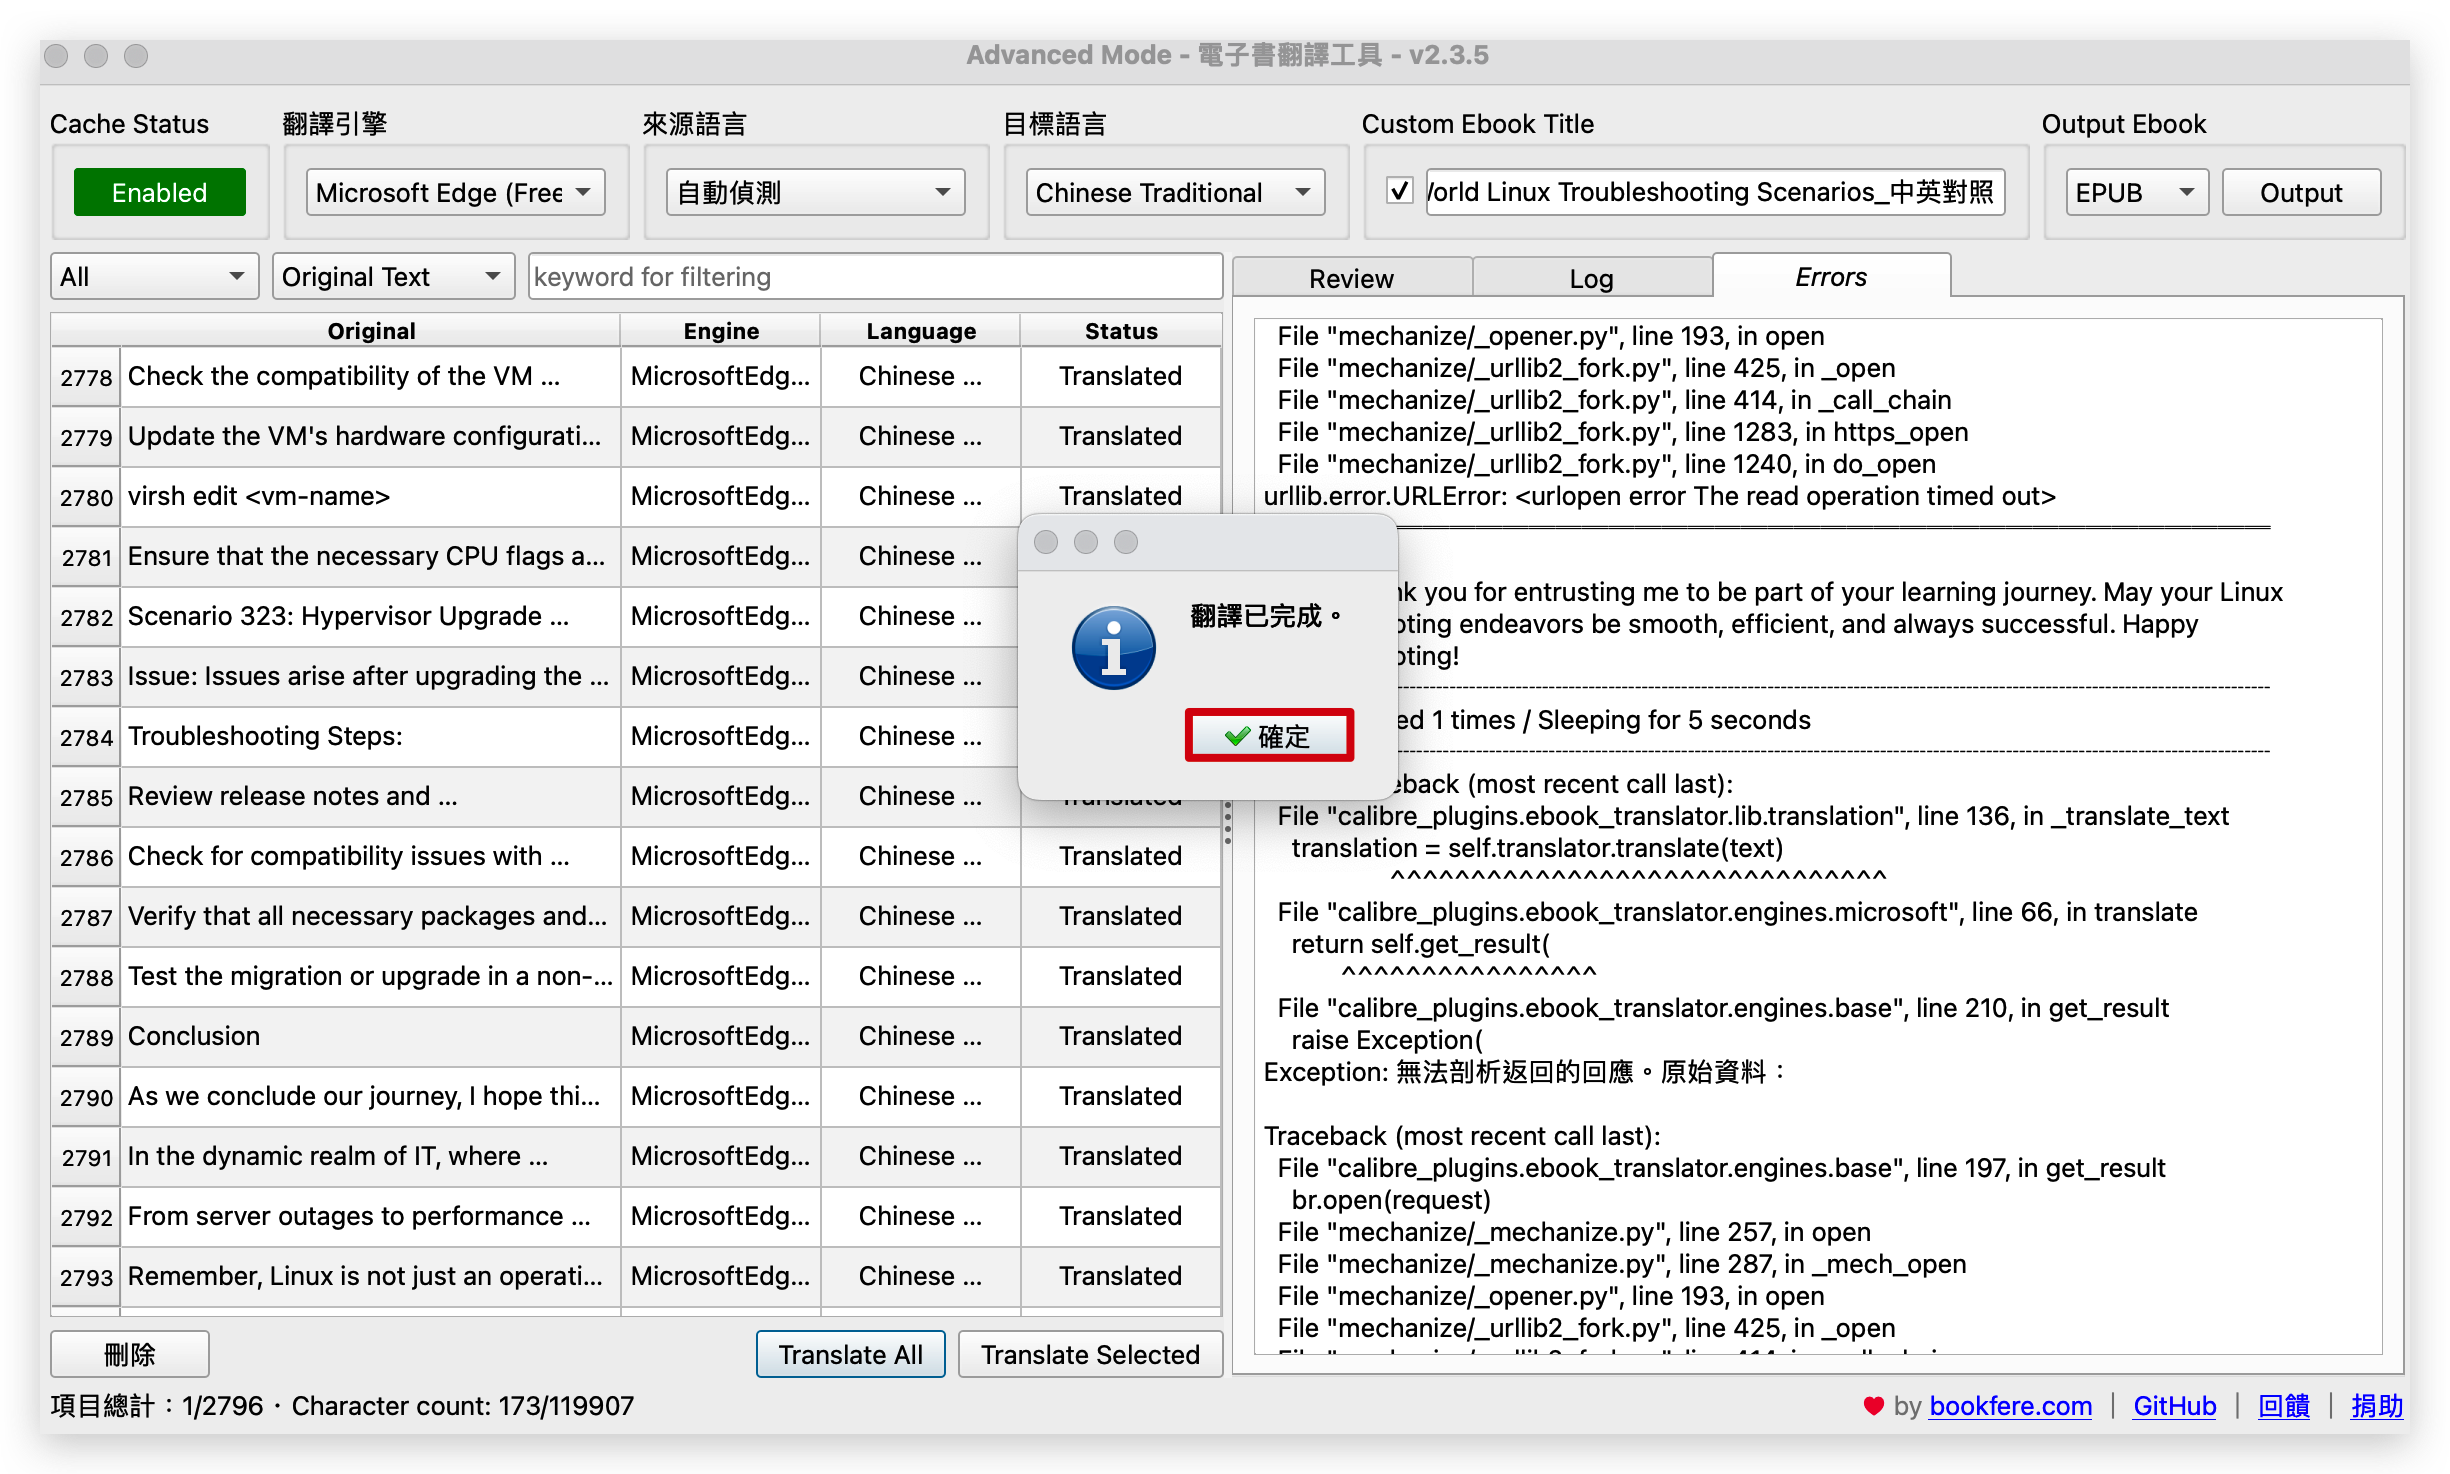 Advanced Mode - 電子書翻譯工具 - v2.3.5
Cache Status
翻譯引擎
來源語言
目標語言
Custom Ebook Title
Output Ebook
Enabled
Microsoft Edge (Free
自動偵測
Chinese Traditional
World Linux Troubleshooting Scenarios_中英對照
EPUB
Output
All
Original Text
keyword for filtering
Review
Log
Errors
Original Engine Language Status
2778 Check the compatibility of the VM ... MicrosoftEdg... Chinese ... Translated
2779 Update the VM's hardware configurati... MicrosoftEdg... Chinese ... Translated
2780 virsh edit <vm-name> MicrosoftEdg... Chinese ... Translated
2781 Ensure that the necessary CPU flags a... MicrosoftEdg... Chinese ...
2782 Scenario 323: Hypervisor Upgrade ... MicrosoftEdg... Chinese ...
2783 Issue: Issues arise after upgrading the ... MicrosoftEdg... Chinese ...
2784 Troubleshooting Steps: MicrosoftEdg... Chinese ...
2785 Review release notes and ... MicrosoftEdg... Chinese ... Translated
2786 Check for compatibility issues with ... MicrosoftEdg... Chinese ... Translated
2787 Verify that all necessary packages and... MicrosoftEdg... Chinese ... Translated
2788 Test the migration or upgrade in a non-... MicrosoftEdg... Chinese ... Translated
2789 Conclusion MicrosoftEdg... Chinese ... Translated
2790 As we conclude our journey, I hope thi... MicrosoftEdg... Chinese ... Translated
2791 In the dynamic realm of IT, where ... MicrosoftEdg... Chinese ... Translated
2792 From server outages to performance ... MicrosoftEdg... Chinese ... Translated
2793 Remember, Linux is not just an operati... MicrosoftEdg... Chinese ... Translated
File "mechanize/_opener.py", line 193, in open
File "mechanize/_urllib2_fork.py", line 425, in _open
File "mechanize/_urllib2_fork.py", line 414, in _call_chain
File "mechanize/_urllib2_fork.py", line 1283, in https_open
File "mechanize/_urllib2_fork.py", line 1240, in do_open
urllib.error.URLError: <urlopen error The read operation timed out>
you for entrusting me to be part of your learning journey. May your Linux
endeavors be smooth, efficient, and always successful. Happy
1 times / Sleeping for 5 seconds
(most recent call last):
File "calibre_plugins.ebook_translator.lib.translation", line 136, in _translate_text
translation = self.translator.translate(text)
^^^^^^^^^^^^^^^^^^^^^^^^^^^^^^^
File "calibre_plugins.ebook_translator.engines.microsoft", line 66, in translate
return self.get_result(
^^^^^^^^^^^^^^^^
File "calibre_plugins.ebook_translator.engines.base", line 210, in get_result
raise Exception(
Exception: 無法剖析返回的回應。原始資料：
Traceback (most recent call last):
File "calibre_plugins.ebook_translator.engines.base", line 197, in get_result
br.open(request)
File "mechanize/_mechanize.py", line 257, in open
File "mechanize/_mechanize.py", line 287, in _mech_open
File "mechanize/_opener.py", line 193, in open
File "mechanize/_urllib2_fork.py", line 425, in _open
翻譯已完成。
確定
刪除
Translate All
Translate Selected
項目總計：1/2796 · Character count: 173/119907
by bookfere.com | GitHub | 回饋 | 捐助